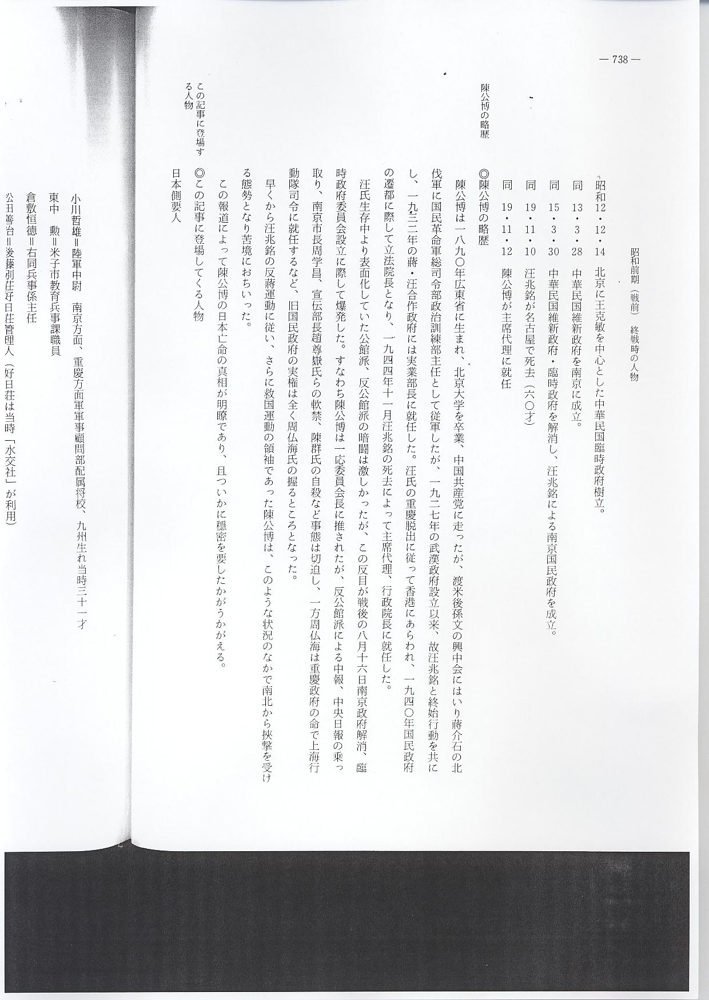 ― 738 ―
昭和前期（戦前）　終戦時の人物
昭和12・12・14　北京に王克敏を中心とした中華民国臨時政府樹立。
同　13・3・28　中華民国維新政府を南京に成立。
同　15・3・30　中華民国維新政府・臨時政府を解消し、汪兆銘による南京国民政府を成立。
同　19・11・10　汪兆銘が名古屋で死去（六〇才）
同　19・11・12　陳公博が主席代理に就任
陳公博の略歴
◎陳公博の略歴
陳公博は一八九〇年広東省に生まれ、北京大学を卒業、中国共産党に走ったが、渡米後孫文の興中会にはいり蔣介石の北
伐軍に国民革命軍総司令部政治訓練部主任として従軍したが、一九二七年の武漢政府設立以来、故汪兆銘と終始行動を共に
し、一九三二年の蔣・汪合作政府には実業部長に就任した。汪氏の重慶脱出に従って香港にあらわれ、一九四〇年国民政府
の遷都に際して立法院長となり、一九四四年十一月汪兆銘の死去によって主席代理、行政院長に就任した。
汪氏生存中より表面化していた公館派、反公館派の暗闘は激しかったが、この反目が戦後の八月十六日南京政府解消、臨
時政府委員会設立に際して爆発した。すなわち陳公博は一応委員会長に推されたが、反公館派による中報、中央日報の乗っ
取り、南京市長周学昌、宣伝部長趙尊嶽氏らの軟禁、陳群氏の自殺など事態は切迫し、一方周仏海は重慶政府の命で上海行
動隊司令に就任するなど、旧国民政府の実権は全く周仏海氏の握るところとなった。
早くから汪兆銘の反蔣運動に従い、さらに救国運動の領袖であった陳公博は、このような状況のなかで南北から挟撃を受け
る態勢となり苦境におちいった。
この報道によって陳公博の日本亡命の真相が明瞭であり、且ついかに穏密を要したかがうかがえる。
この記事に登場す
る人物
◎この記事に登場してくる人物
日本側要人
小川哲雄＝陸軍中尉　南京方面、重慶方面軍軍事顧問部配属将校、九州生れ当時三十一才
東中　勲＝米子市教育兵事課職員
倉敷恒徳＝右同兵事係主任
松田善治＝後藤別荘好日荘管理人（好日荘は当時「水交社」が利用）